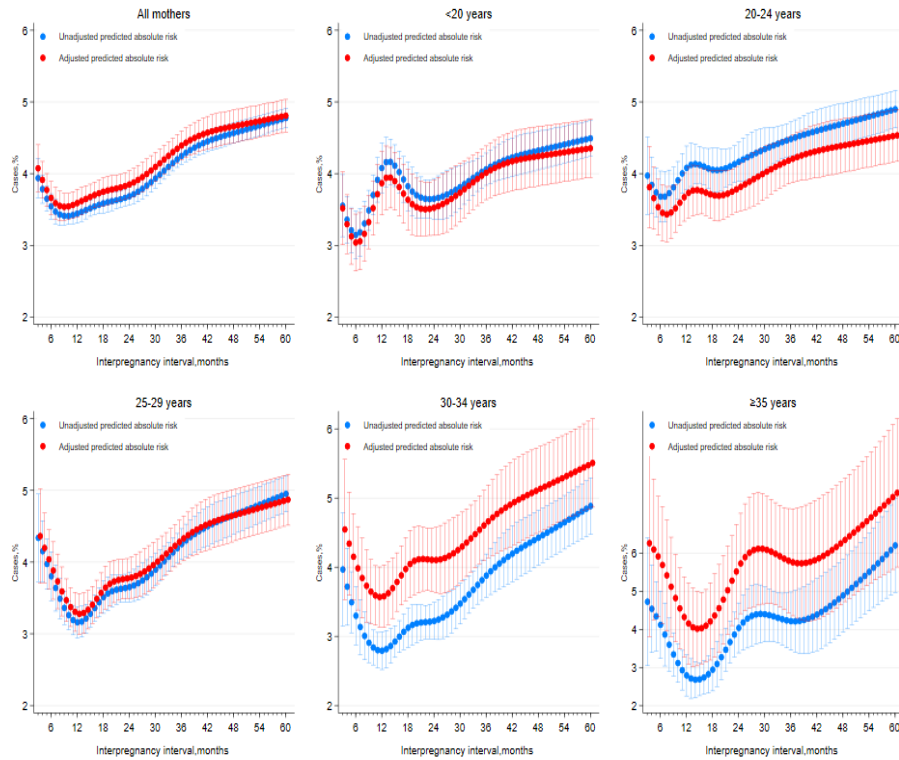 All mothers
6
Unadjusted predicted absolute risk
Adjusted predicted absolute risk
5
Cases,%
4
3
2
6 12 18 24 30 36 42 48 54 60
Interpregnancy interval,months
<20 years
6
Unadjusted predicted absolute risk
Adjusted predicted absolute risk
5
Cases,%
4
3
2
6 12 18 24 30 36 42 48 54 60
Interpregnancy interval,months
20-24 years
6
Unadjusted predicted absolute risk
Adjusted predicted absolute risk
5
Cases,%
4
3
2
6 12 18 24 30 36 42 48 54 60
Interpregnancy interval,months
25-29 years
6
Unadjusted predicted absolute risk
Adjusted predicted absolute risk
5
Cases,%
4
3
2
6 12 18 24 30 36 42 48 54 60
Interpregnancy interval,months
30-34 years
Unadjusted predicted absolute risk
6
Adjusted predicted absolute risk
5
Cases,%
4
3
2
6 12 18 24 30 36 42 48 54 60
Interpregnancy interval,months
≥35 years
Unadjusted predicted absolute risk
Adjusted predicted absolute risk
6
Cases,%
5
4
3
2
6 12 18 24 30 36 42 48 54 60
Interpregnancy interval,months